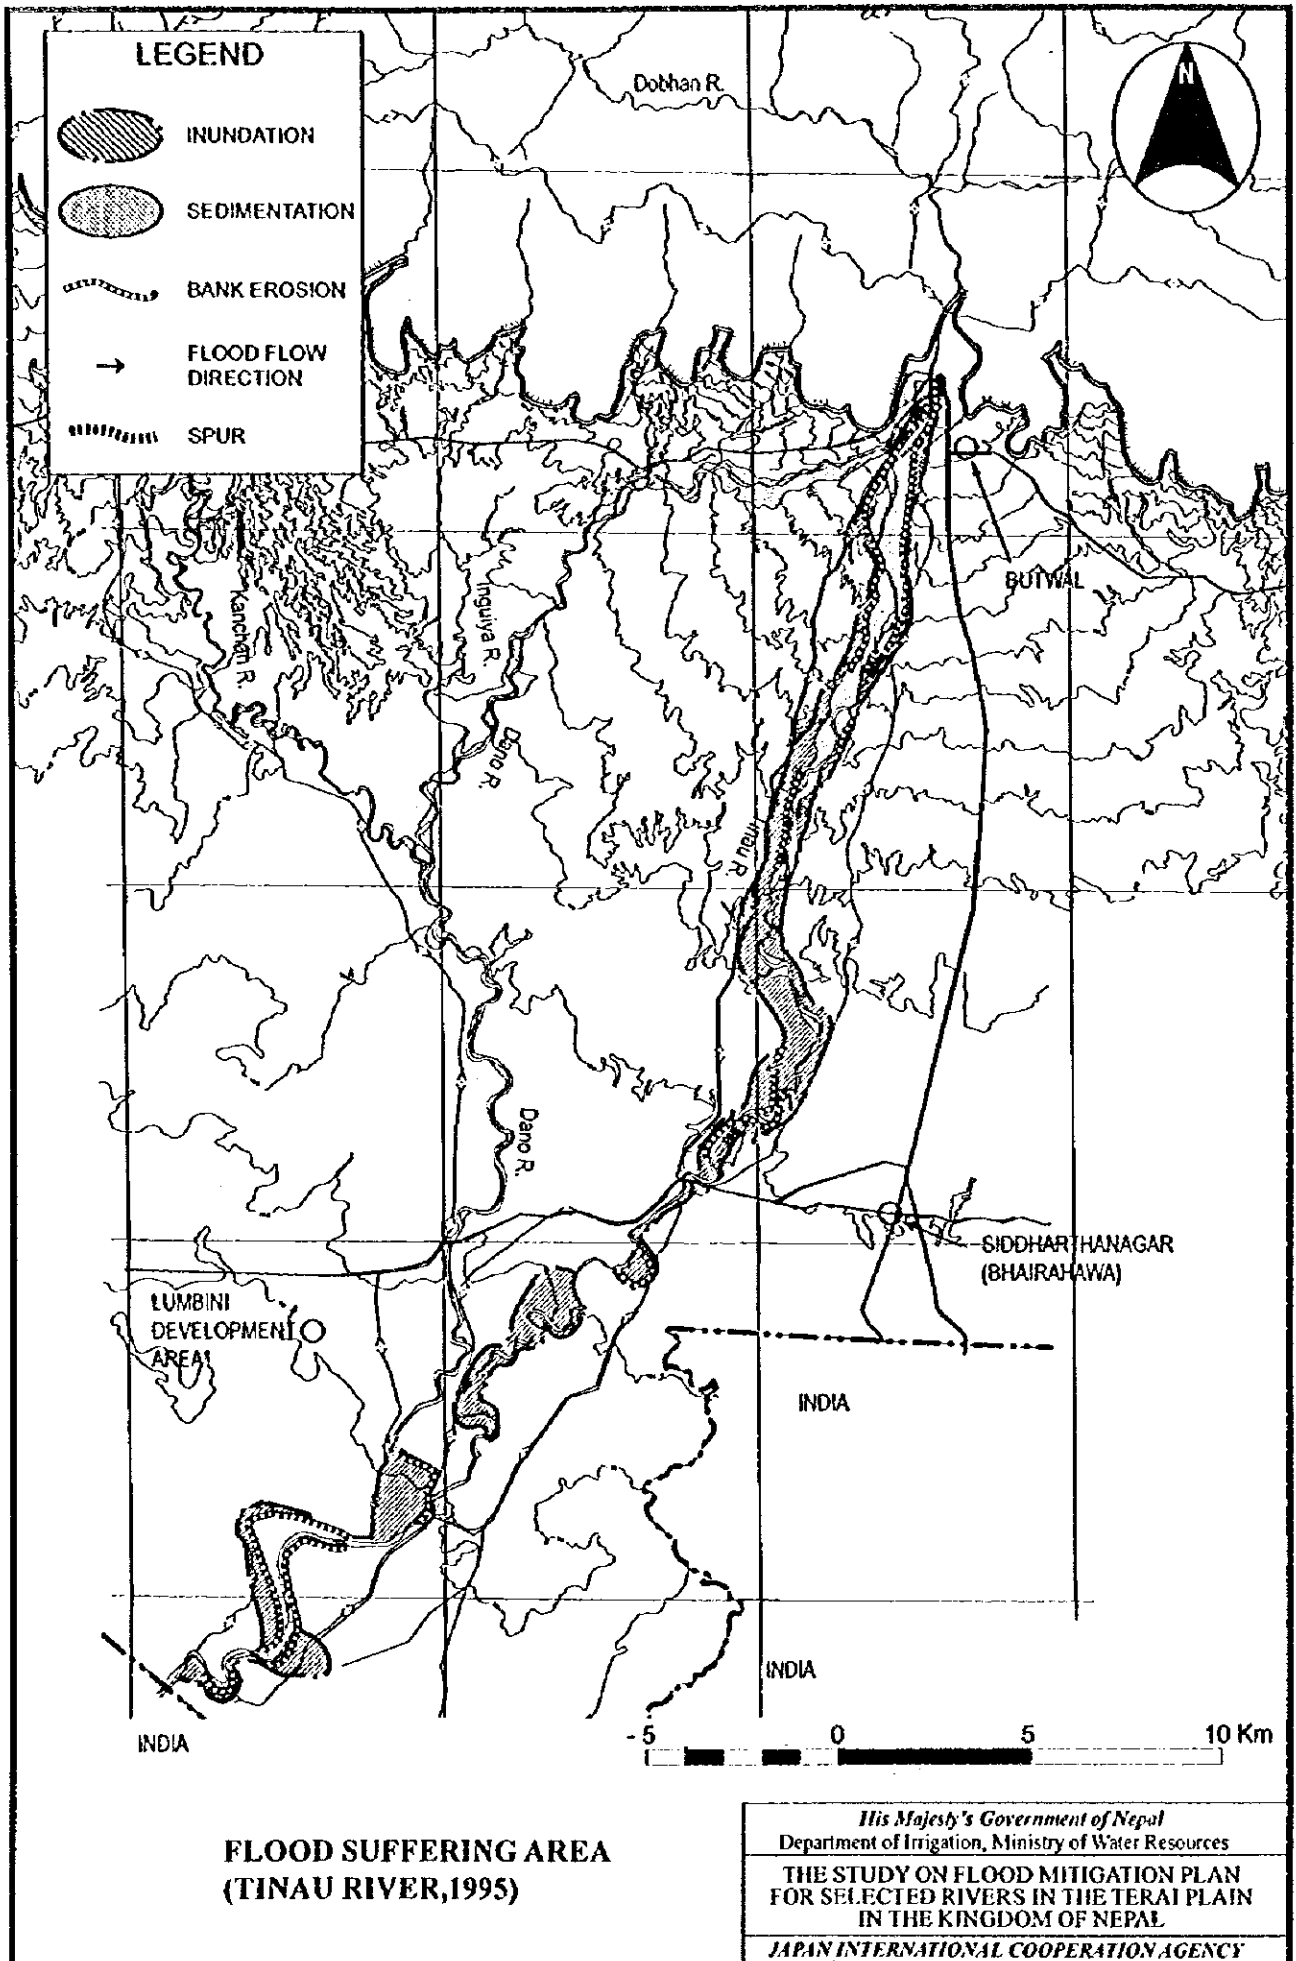 LEGEND
INUNDATION
SEDIMENTATION
BANK EROSION
FLOOD FLOW
DIRECTION
SPUR
Dobhan R.
N
BUTWAL
Kanchan R.
Inguiya R.
Dano R.
Tinau R.
Dano R.
SIDDHARTHANAGAR
(BHAIRAHAWA)
LUMBINI
DEVELOPMENT
AREA
INDIA
INDIA
INDIA
- 5 0 5 10 Km
FLOOD SUFFERING AREA
(TINAU RIVER,1995)
His Majesty's Government of Nepal
Department of Irrigation, Ministry of Water Resources
THE STUDY ON FLOOD MITIGATION PLAN
FOR SELECTED RIVERS IN THE TERAI PLAIN
IN THE KINGDOM OF NEPAL
JAPAN INTERNATIONAL COOPERATION AGENCY